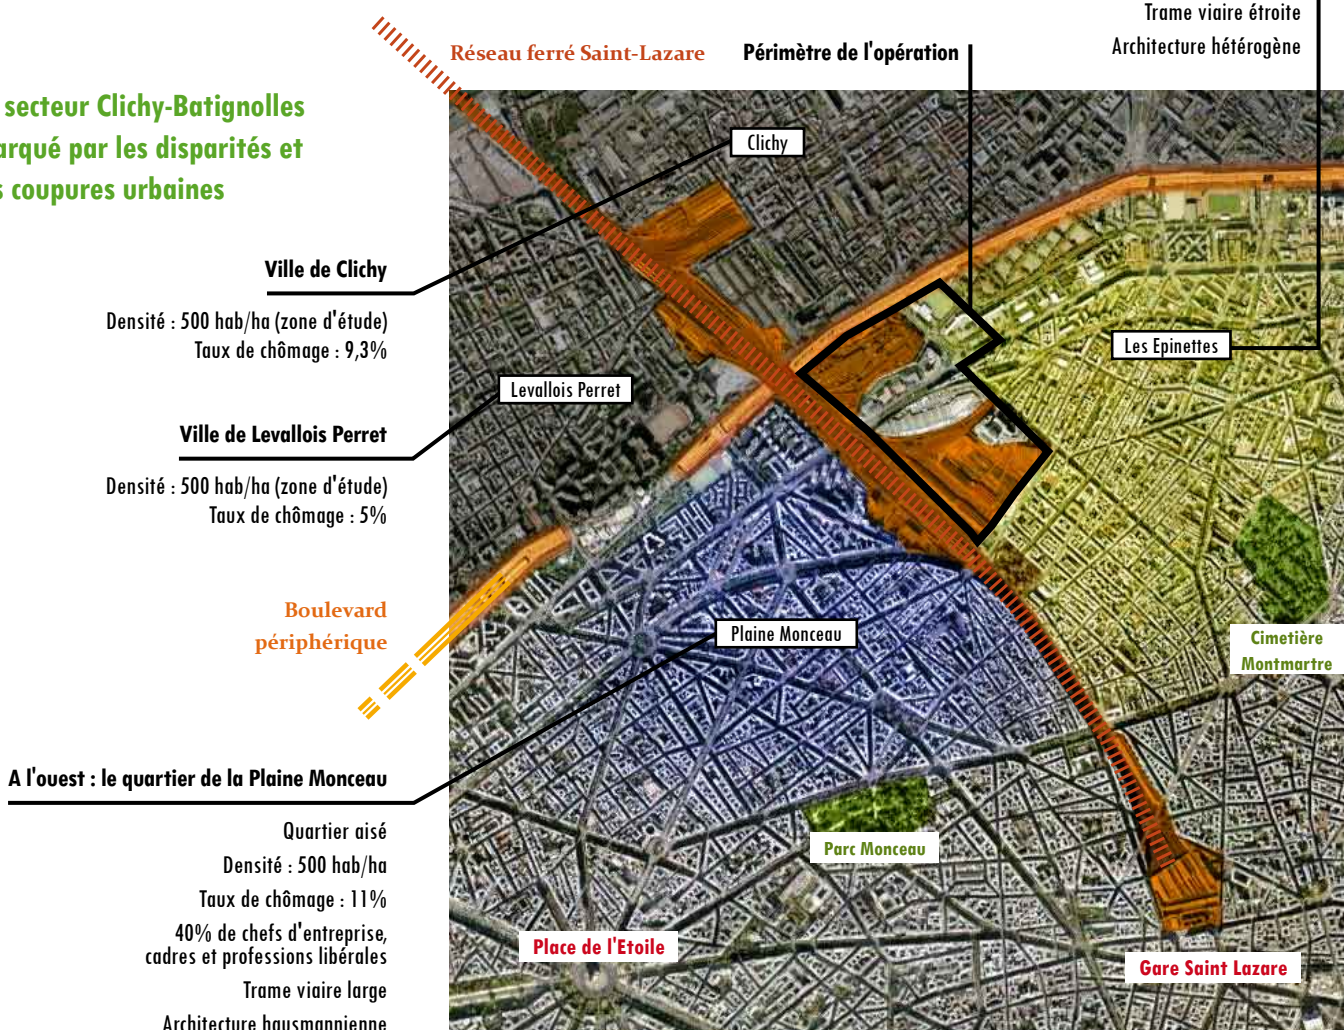 Trame viaire étroite
Architecture hétérogène
Réseau ferré Saint-Lazare
Périmètre de l'opération
secteur Clichy-Batignolles
arqué par les disparités et
s coupures urbaines
Clichy
Ville de Clichy
Densité : 500 hab/ha (zone d'étude)
Taux de chômage : 9,3%
Les Epinettes
Levallois Perret
Ville de Levallois Perret
Densité : 500 hab/ha (zone d'étude)
Taux de chômage : 5%
Boulevard
périphérique
Plaine Monceau
Cimetière
Montmartre
A l'ouest : le quartier de la Plaine Monceau
Quartier aisé
Densité : 500 hab/ha
Taux de chômage : 11%
40% de chefs d'entreprise,
cadres et professions libérales
Trame viaire large
Architecture hausmannienne
Parc Monceau
Place de l'Etoile
Gare Saint Lazare